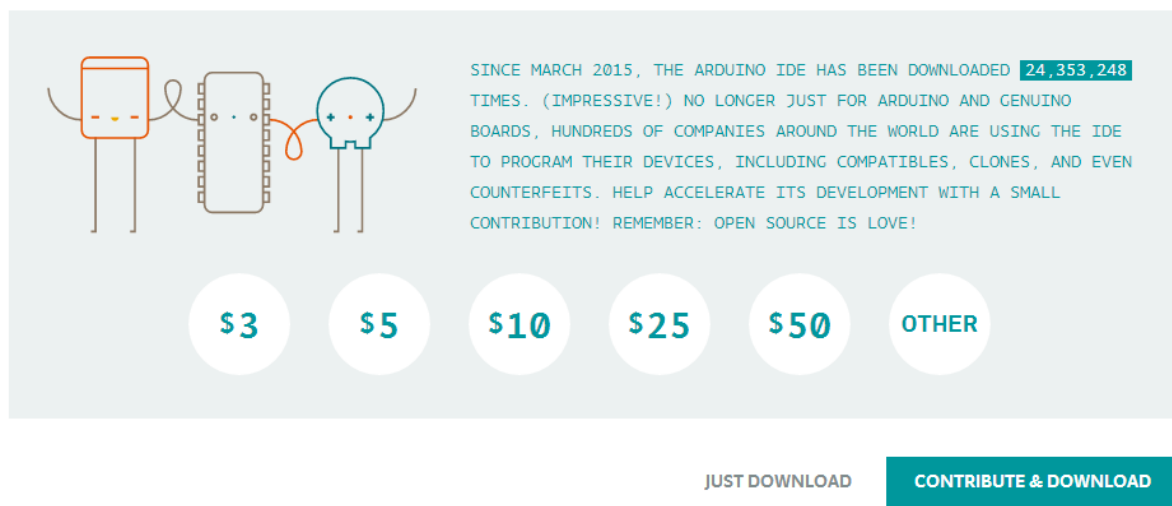 SINCE MARCH 2015, THE ARDUINO IDE HAS BEEN DOWNLOADED 24,353,248
TIMES. (IMPRESSIVE!) NO LONGER JUST FOR ARDUINO AND GENUINO
BOARDS, HUNDREDS OF COMPANIES AROUND THE WORLD ARE USING THE IDE
TO PROGRAM THEIR DEVICES, INCLUDING COMPATIBLES, CLONES, AND EVEN
COUNTERFEITS. HELP ACCELERATE ITS DEVELOPMENT WITH A SMALL
CONTRIBUTION! REMEMBER: OPEN SOURCE IS LOVE!
$3 $5 $10 $25 $50 OTHER
JUST DOWNLOAD CONTRIBUTE & DOWNLOAD